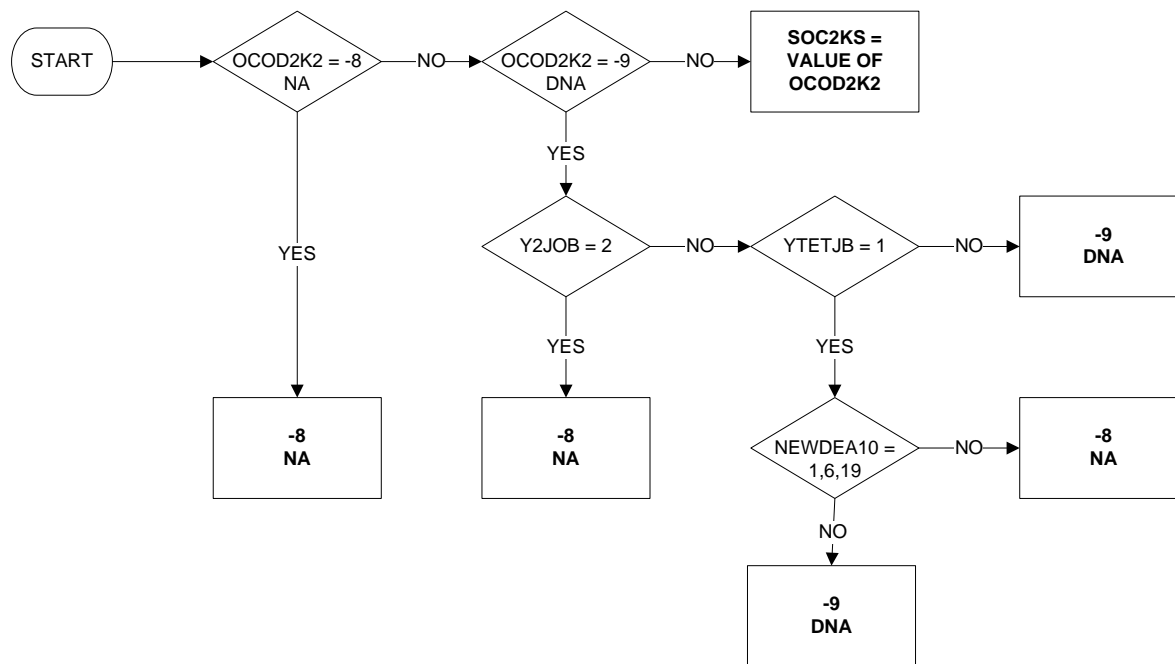 START
OCOD2K2 = -8
NA
NO
OCOD2K2 = -9
DNA
NO
SOC2KS =
VALUE OF
OCOD2K2
YES
YES
Y2JOB = 2
NO
YTETJB = 1
NO
-9
DNA
YES
YES
-8
NA
-8
NA
NEWDEA10 =
1,6,19
NO
-8
NA
NO
-9
DNA